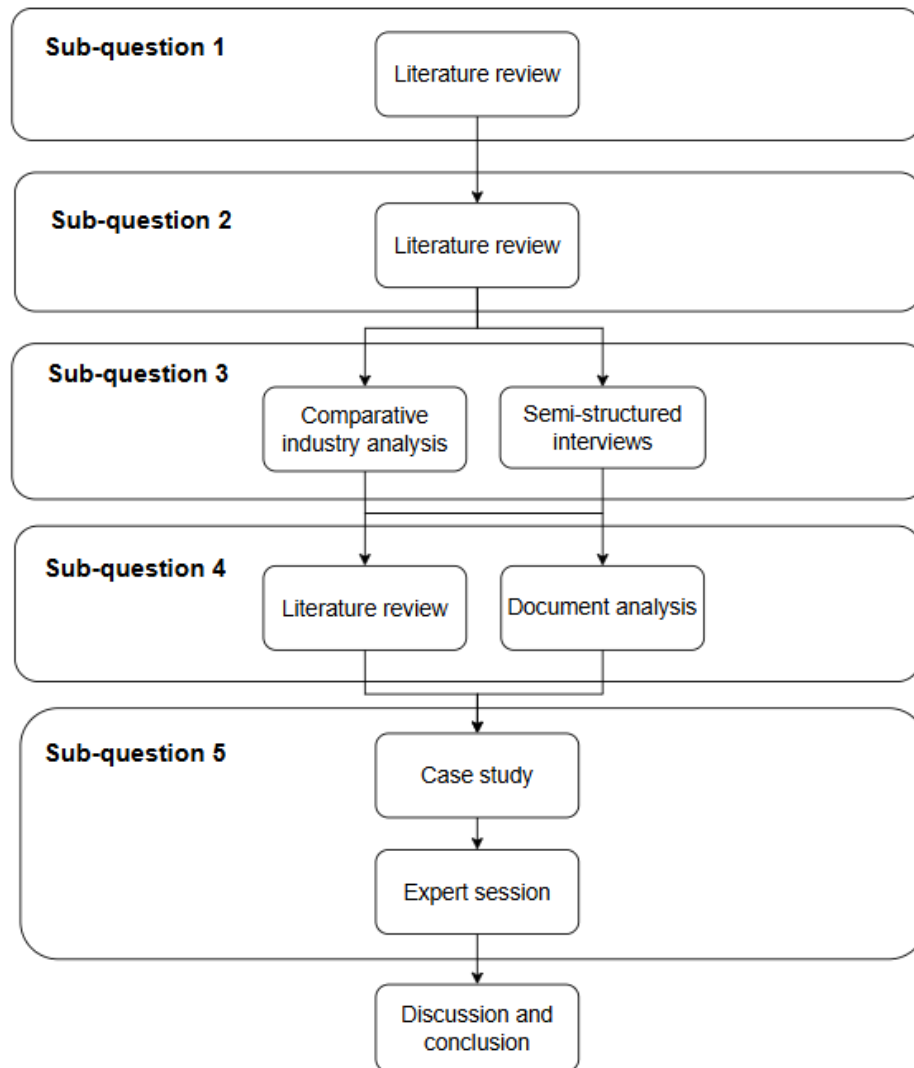 Sub-question 1
Literature review
Sub-question 2
Literature review
Sub-question 3
Comparative
industry analysis
Semi-structured
interviews
Sub-question 4
Literature review
Document analysis
Sub-question 5
Case study
Expert session
Discussion and
conclusion